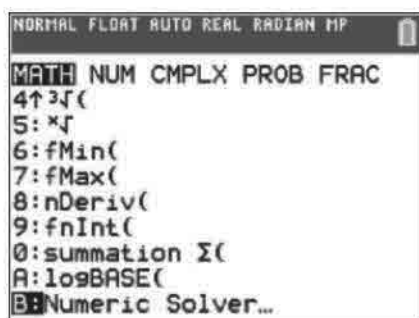 NORMAL FLOAT AUTO REAL RADIAN MP
MATH NUM CMPLX PROB FRAC
4↑³√(
5:ˣ√
6:fMin(
7:fMax(
8:nDeriv(
9:fnInt(
0:summation Σ(
A:logBASE(
B:Numeric Solver…